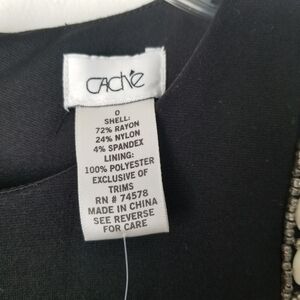 CACHÉ
0
SHELL:
72% RAYON
24% NYLON
4% SPANDEX
LINING:
100% POLYESTER
EXCLUSIVE OF
TRIMS
RN # 74578
MADE IN CHINA
SEE REVERSE
FOR CARE